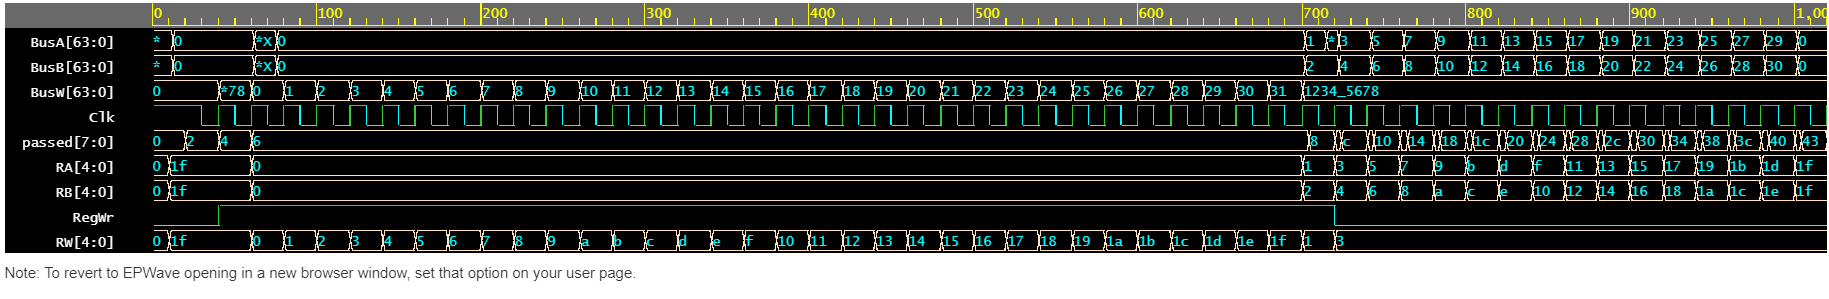 0 100 200 300 400 500 600 700 800 900 1,0
BusA[63:0] * 0 *X 0 1 * 3 5 7 9 11 13 15 17 19 21 23 25 27 29 0
BusB[63:0] * 0 *X 0 2 4 6 8 10 12 14 16 18 20 22 24 26 28 30 0
BusW[63:0] 0 *78 0 1 2 3 4 5 6 7 8 9 10 11 12 13 14 15 16 17 18 19 20 21 22 23 24 25 26 27 28 29 30 31 1234_5678
Clk
passed[7:0] 0 2 4 6 8 c 10 14 18 1c 20 24 28 2c 30 34 38 3c 40 43
RA[4:0] 0 1f 0 1 3 5 7 9 b d f 11 13 15 17 19 1b 1d 1f
RB[4:0] 0 1f 0 2 4 6 8 a c e 10 12 14 16 18 1a 1c 1e 1f
RegWr
RW[4:0] 0 1f 0 1 2 3 4 5 6 7 8 9 a b c d e f 10 11 12 13 14 15 16 17 18 19 1a 1b 1c 1d 1e 1f 1 3
Note: To revert to EPWave opening in a new browser window, set that option on your user page.